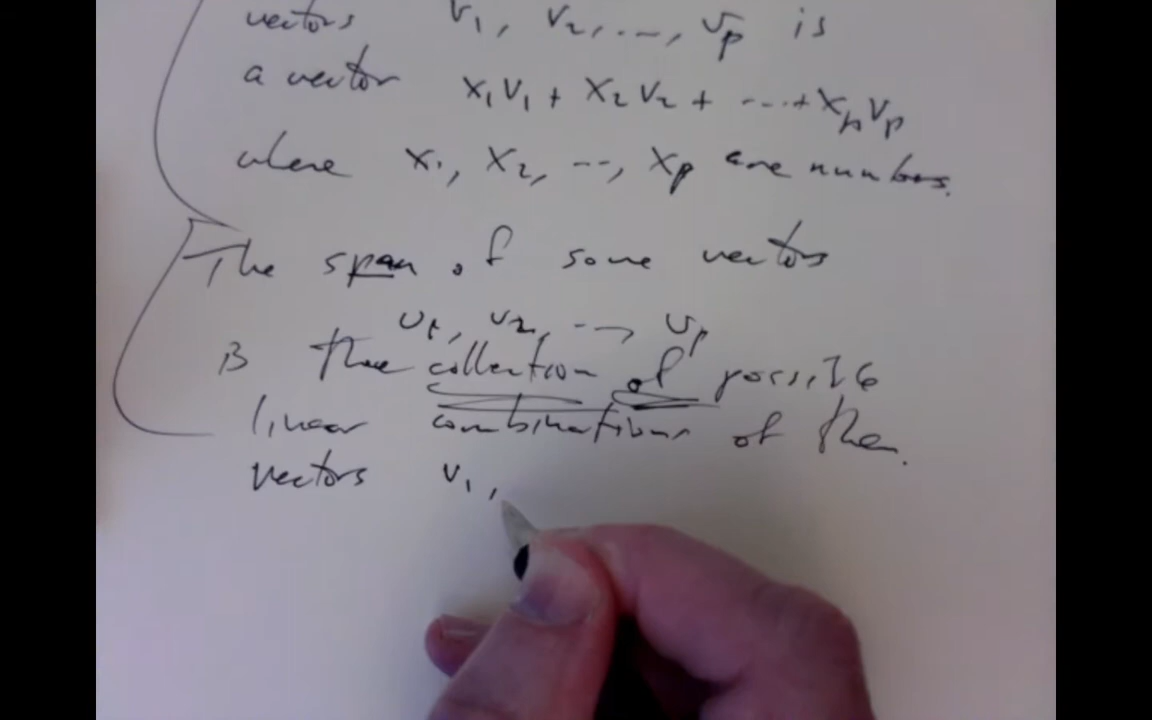 vectors v₁, v₂, ..., vₚ is
a vector x₁v₁ + x₂v₂ + ... + xₚvₚ
where x₁, x₂, ..., xₚ are numbers.
The span of some vectors
v₁, v₂, ..., vₚ
is the collection of possible
linear combinations of them.
vectors v₁,